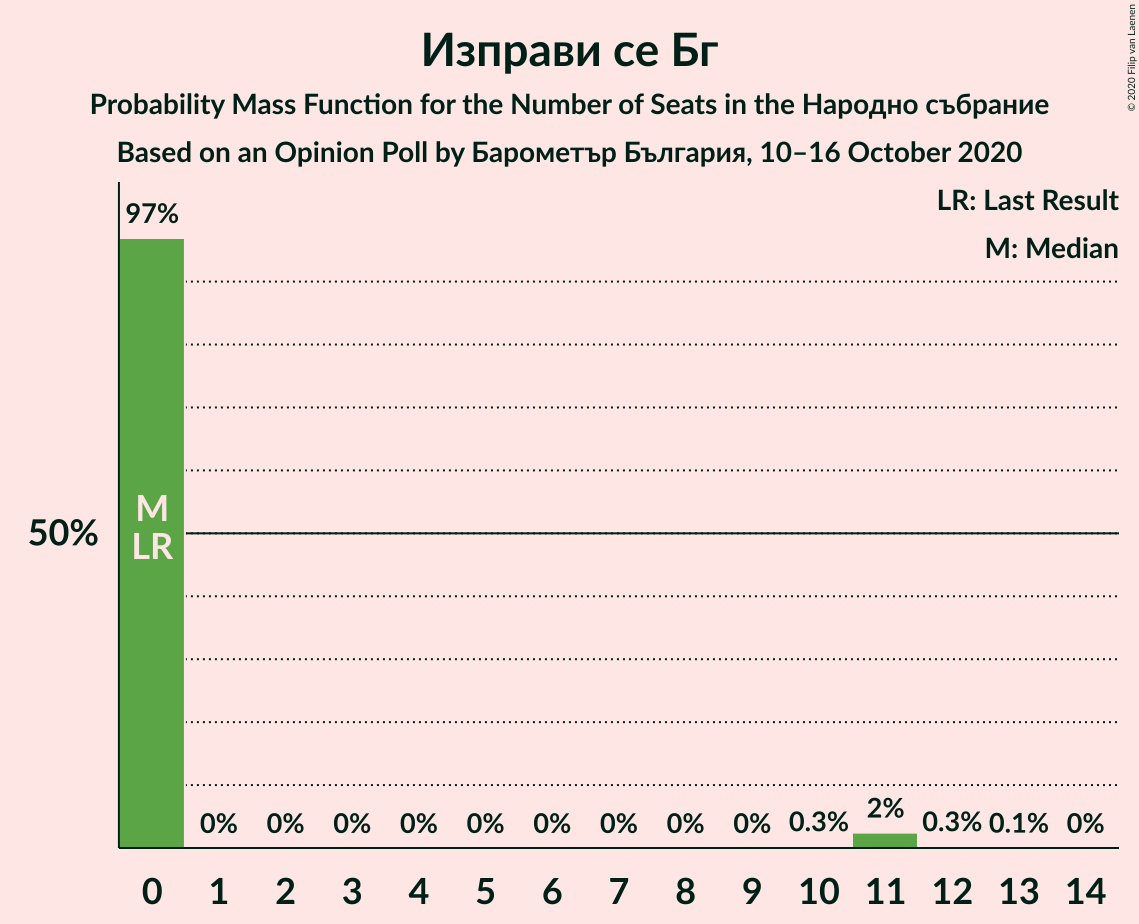 Изправи се Бг
Probability Mass Function for the Number of Seats in the Народно събрание
Based on an Opinion Poll by Барометър България, 10–16 October 2020
© 2020 Filip van Laenen
LR: Last Result
M: Median
97%
M
LR
50%
0% 0% 0% 0% 0% 0% 0% 0% 0% 0.3% 2% 0.3% 0.1% 0%
0 1 2 3 4 5 6 7 8 9 10 11 12 13 14